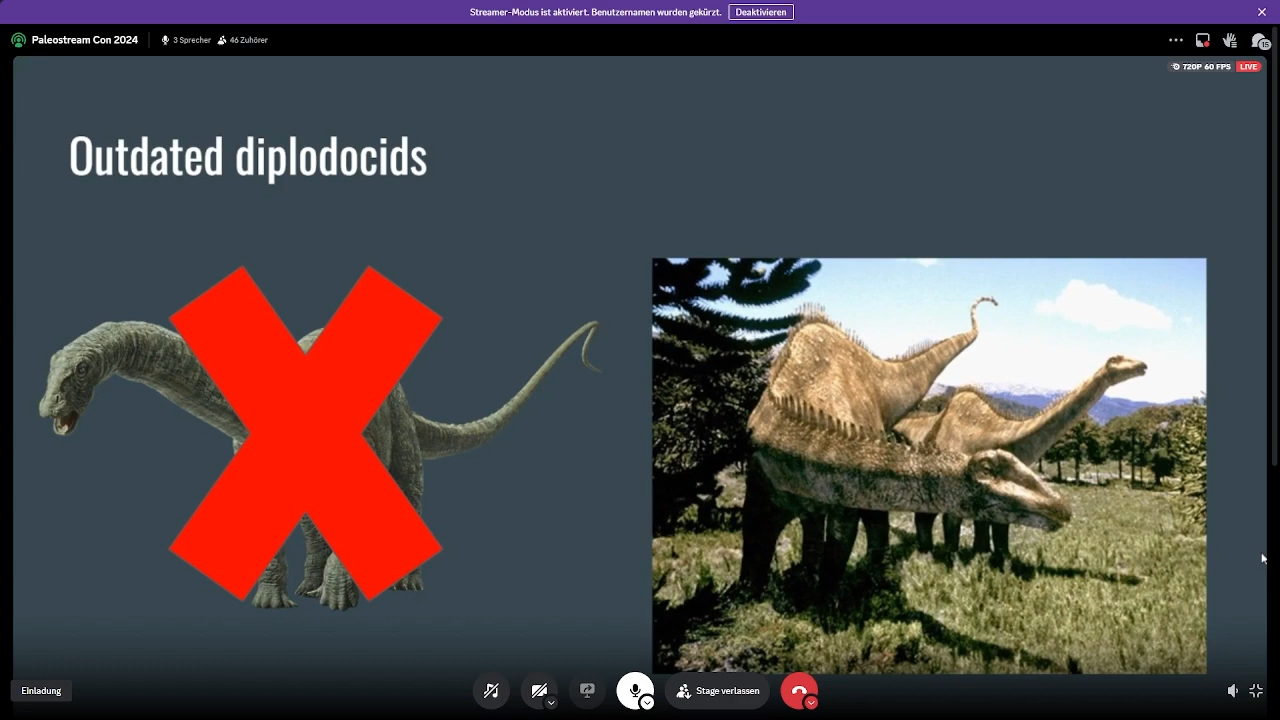 Streamer-Modus ist aktiviert. Benutzernamen wurden gekürzt. Deaktivieren
Paleostream Con 2024 3 Sprecher 46 Zuhörer
15
720P 60 FPS LIVE
Outdated diplodocids
Einladung
Stage verlassen